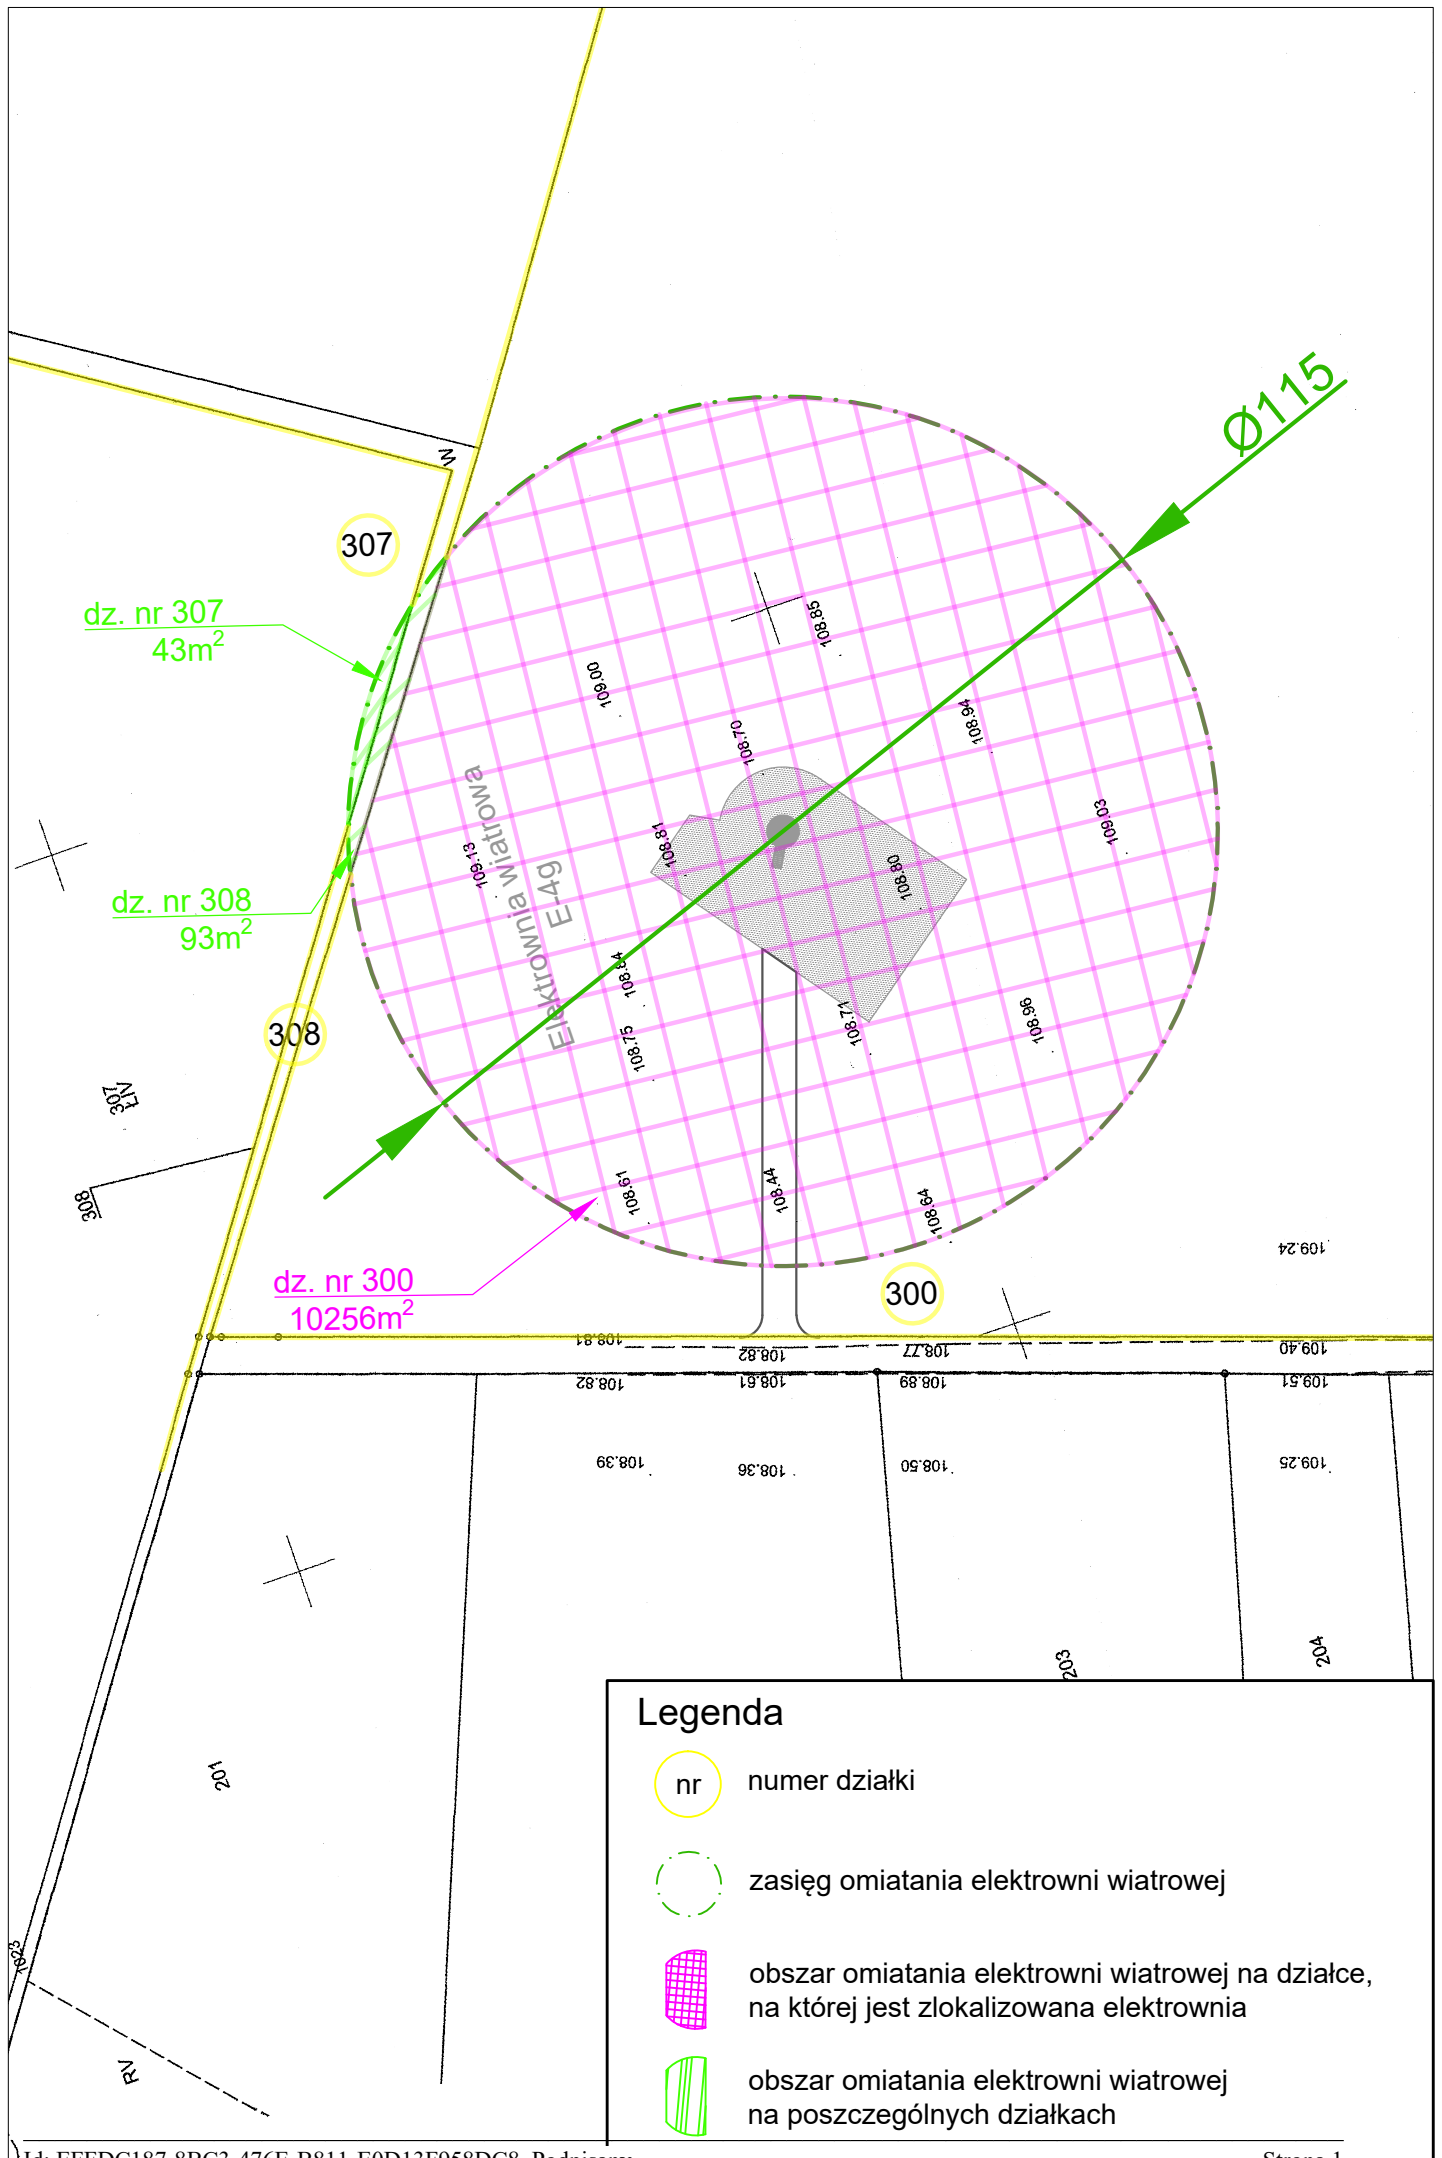 Ø115
W
307
dz. nr 307
43m²
108.85
109.00
108.70
108.94
109.03
108.81
108.80
109.13
Elektrownia wiatrowa
E-4g
dz. nr 308
93m²
108.84
108.75
108.71
108.96
308
307
ŁIV
308
108.61
108.44
108.64
109.24
dz. nr 300
10256m²
300
108.81
108.82
108.77
109.40
108.82
108.61
108.89
109.51
108.39
108.36
108.50
109.25
203
204
201
1023
RV
Legenda
nr
numer działki
zasięg omiatania elektrowni wiatrowej
obszar omiatania elektrowni wiatrowej na działce,
na której jest zlokalizowana elektrownia
obszar omiatania elektrowni wiatrowej
na poszczególnych działkach
Strona 1